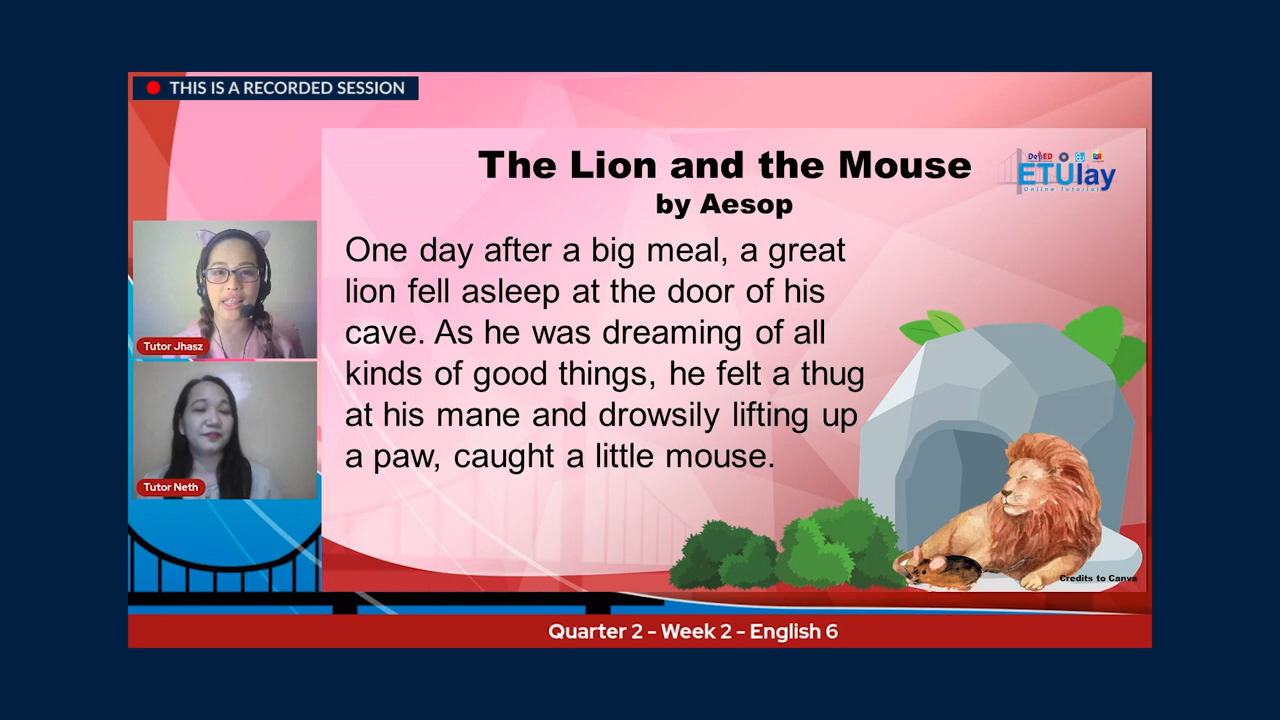 THIS IS A RECORDED SESSION
The Lion and the Mouse
by Aesop
DepED
ETUlay
Online Tutorial
One day after a big meal, a great
lion fell asleep at the door of his
cave. As he was dreaming of all
kinds of good things, he felt a thug
at his mane and drowsily lifting up
a paw, caught a little mouse.
Tutor Jhasz
Tutor Neth
Credits to Canva
Quarter 2 - Week 2 - English 6